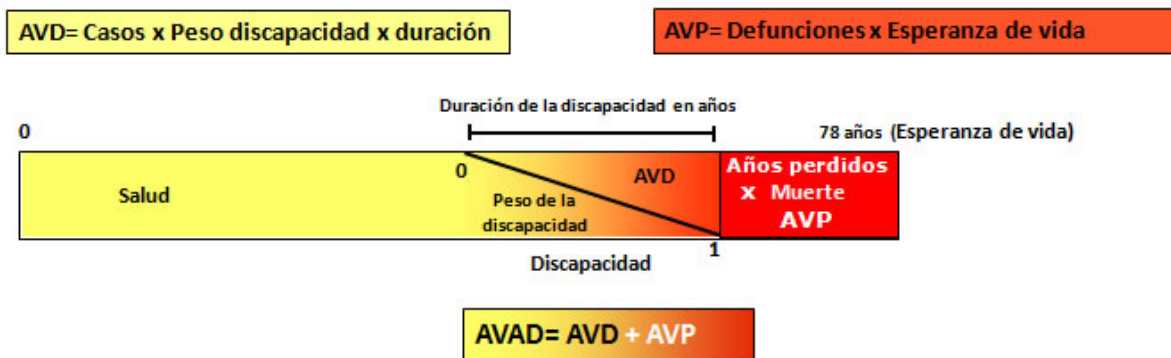 AVD= Casos x Peso discapacidad x duración
AVP= Defunciones x Esperanza de vida
Duración de la discapacidad en años
0
78 años (Esperanza de vida)
Salud
0
Peso de la
discapacidad
AVD
Años perdidos
x Muerte
AVP
1
Discapacidad
AVAD= AVD + AVP